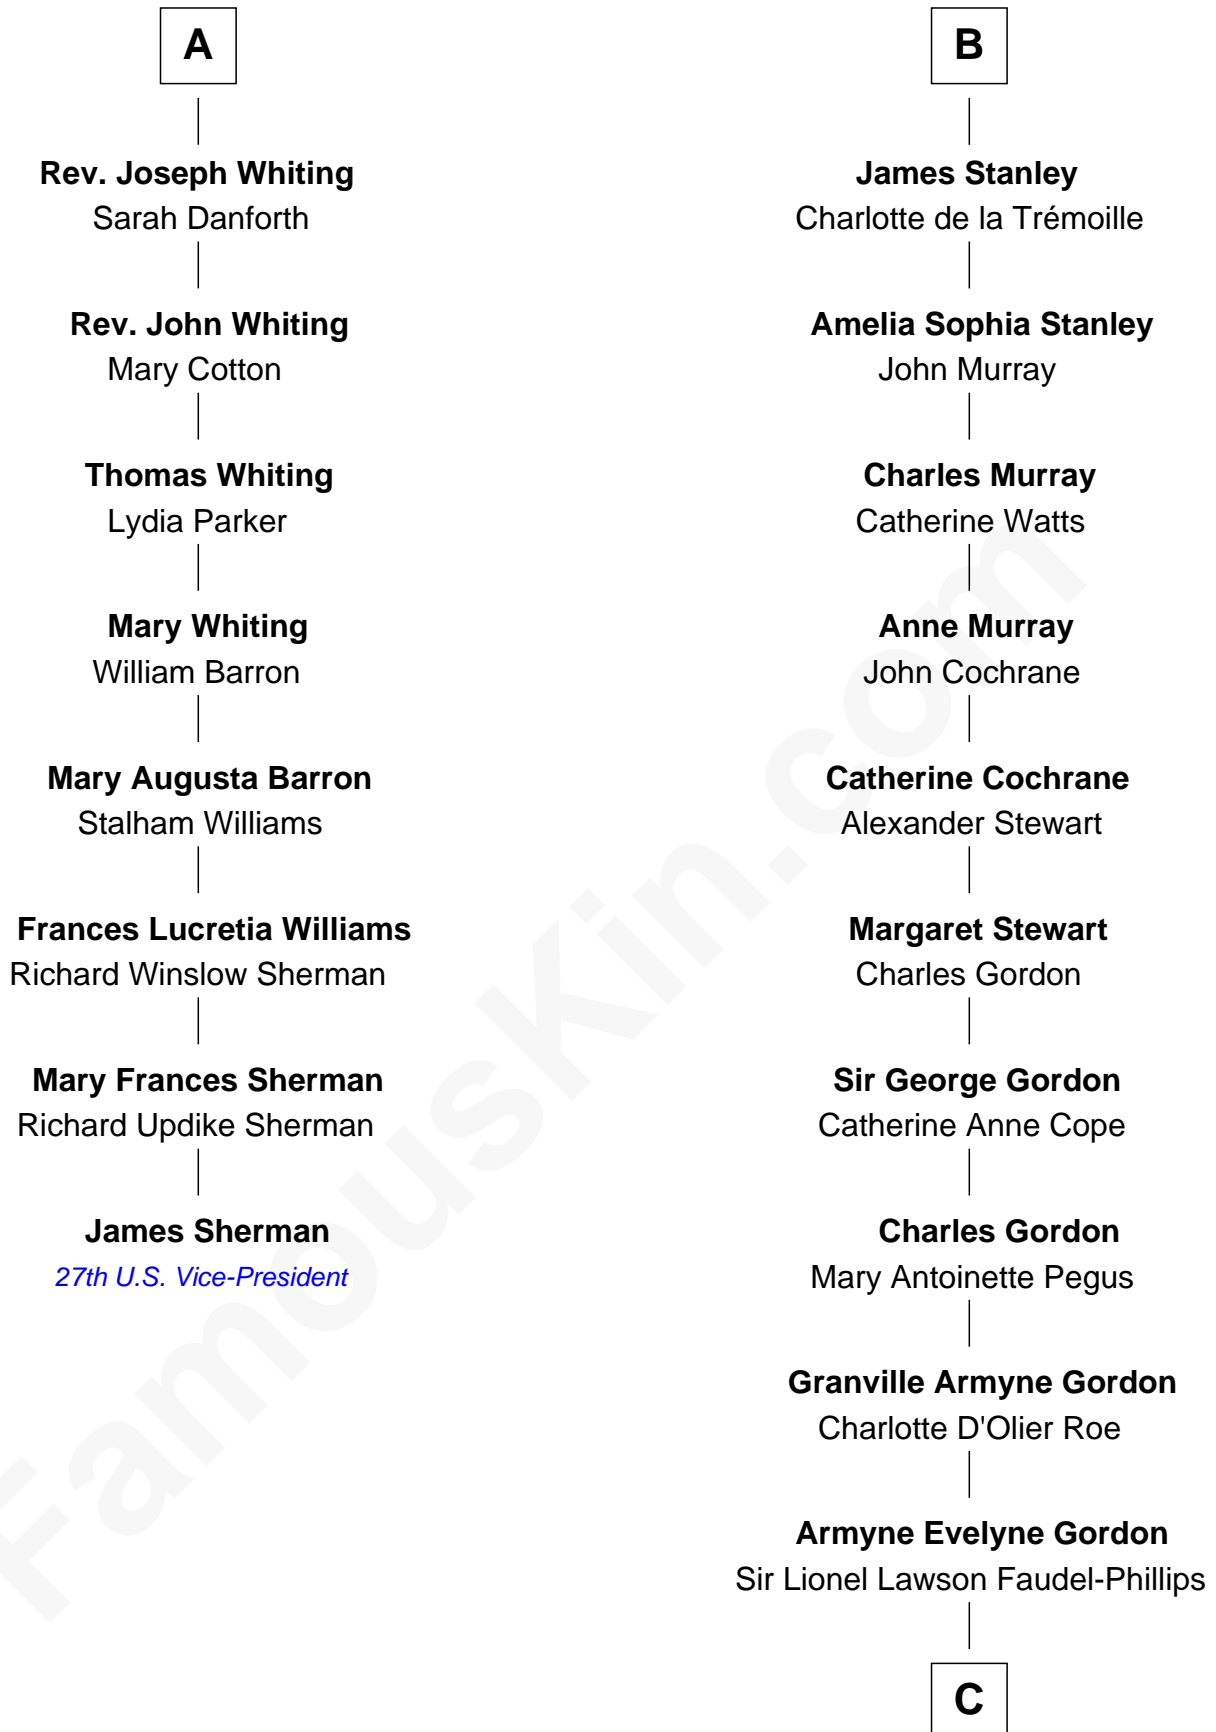 A
Rev. Joseph Whiting
Sarah Danforth
Rev. John Whiting
Mary Cotton
Thomas Whiting
Lydia Parker
Mary Whiting
William Barron
Mary Augusta Barron
Stalham Williams
Frances Lucretia Williams
Richard Winslow Sherman
Mary Frances Sherman
Richard Updike Sherman
James Sherman
27th U.S. Vice-President
B
James Stanley
Charlotte de la Trémoille
Amelia Sophia Stanley
John Murray
Charles Murray
Catherine Watts
Anne Murray
John Cochrane
Catherine Cochrane
Alexander Stewart
Margaret Stewart
Charles Gordon
Sir George Gordon
Catherine Anne Cope
Charles Gordon
Mary Antoinette Pegus
Granville Armyne Gordon
Charlotte D'Olier Roe
Armyne Evelyne Gordon
Sir Lionel Lawson Faudel-Phillips
C
FamousKin.com